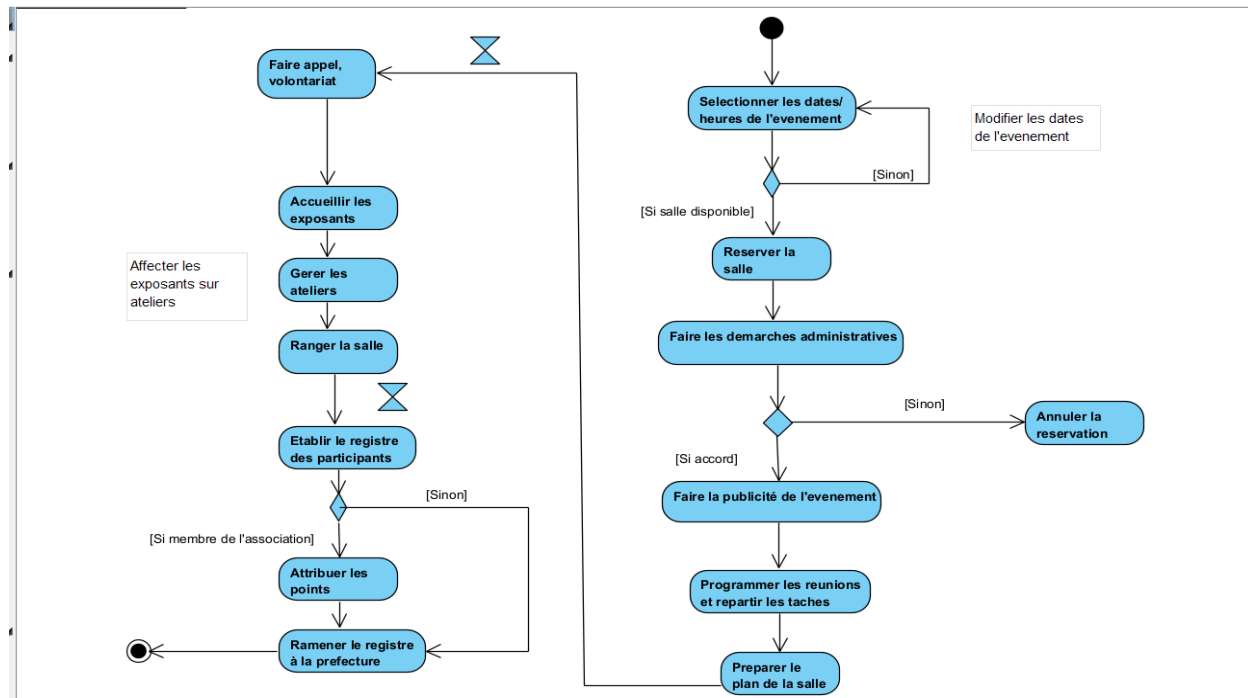 Selectionner les dates/
heures de l'evenement
Modifier les dates
de l'evenement
[Sinon]
[Si salle disponible]
Reserver la
salle
Faire les demarches administratives
[Sinon]
Annuler la
reservation
[Si accord]
Faire la publicité de l'evenement
Programmer les reunions
et repartir les taches
Preparer le
plan de la salle
Faire appel,
volontariat
Accueillir les
exposants
Affecter les
exposants sur
ateliers
Gerer les
ateliers
Ranger la salle
Etablir le registre
des participants
[Sinon]
[Si membre de l'association]
Attribuer les
points
Ramener le registre
à la prefecture